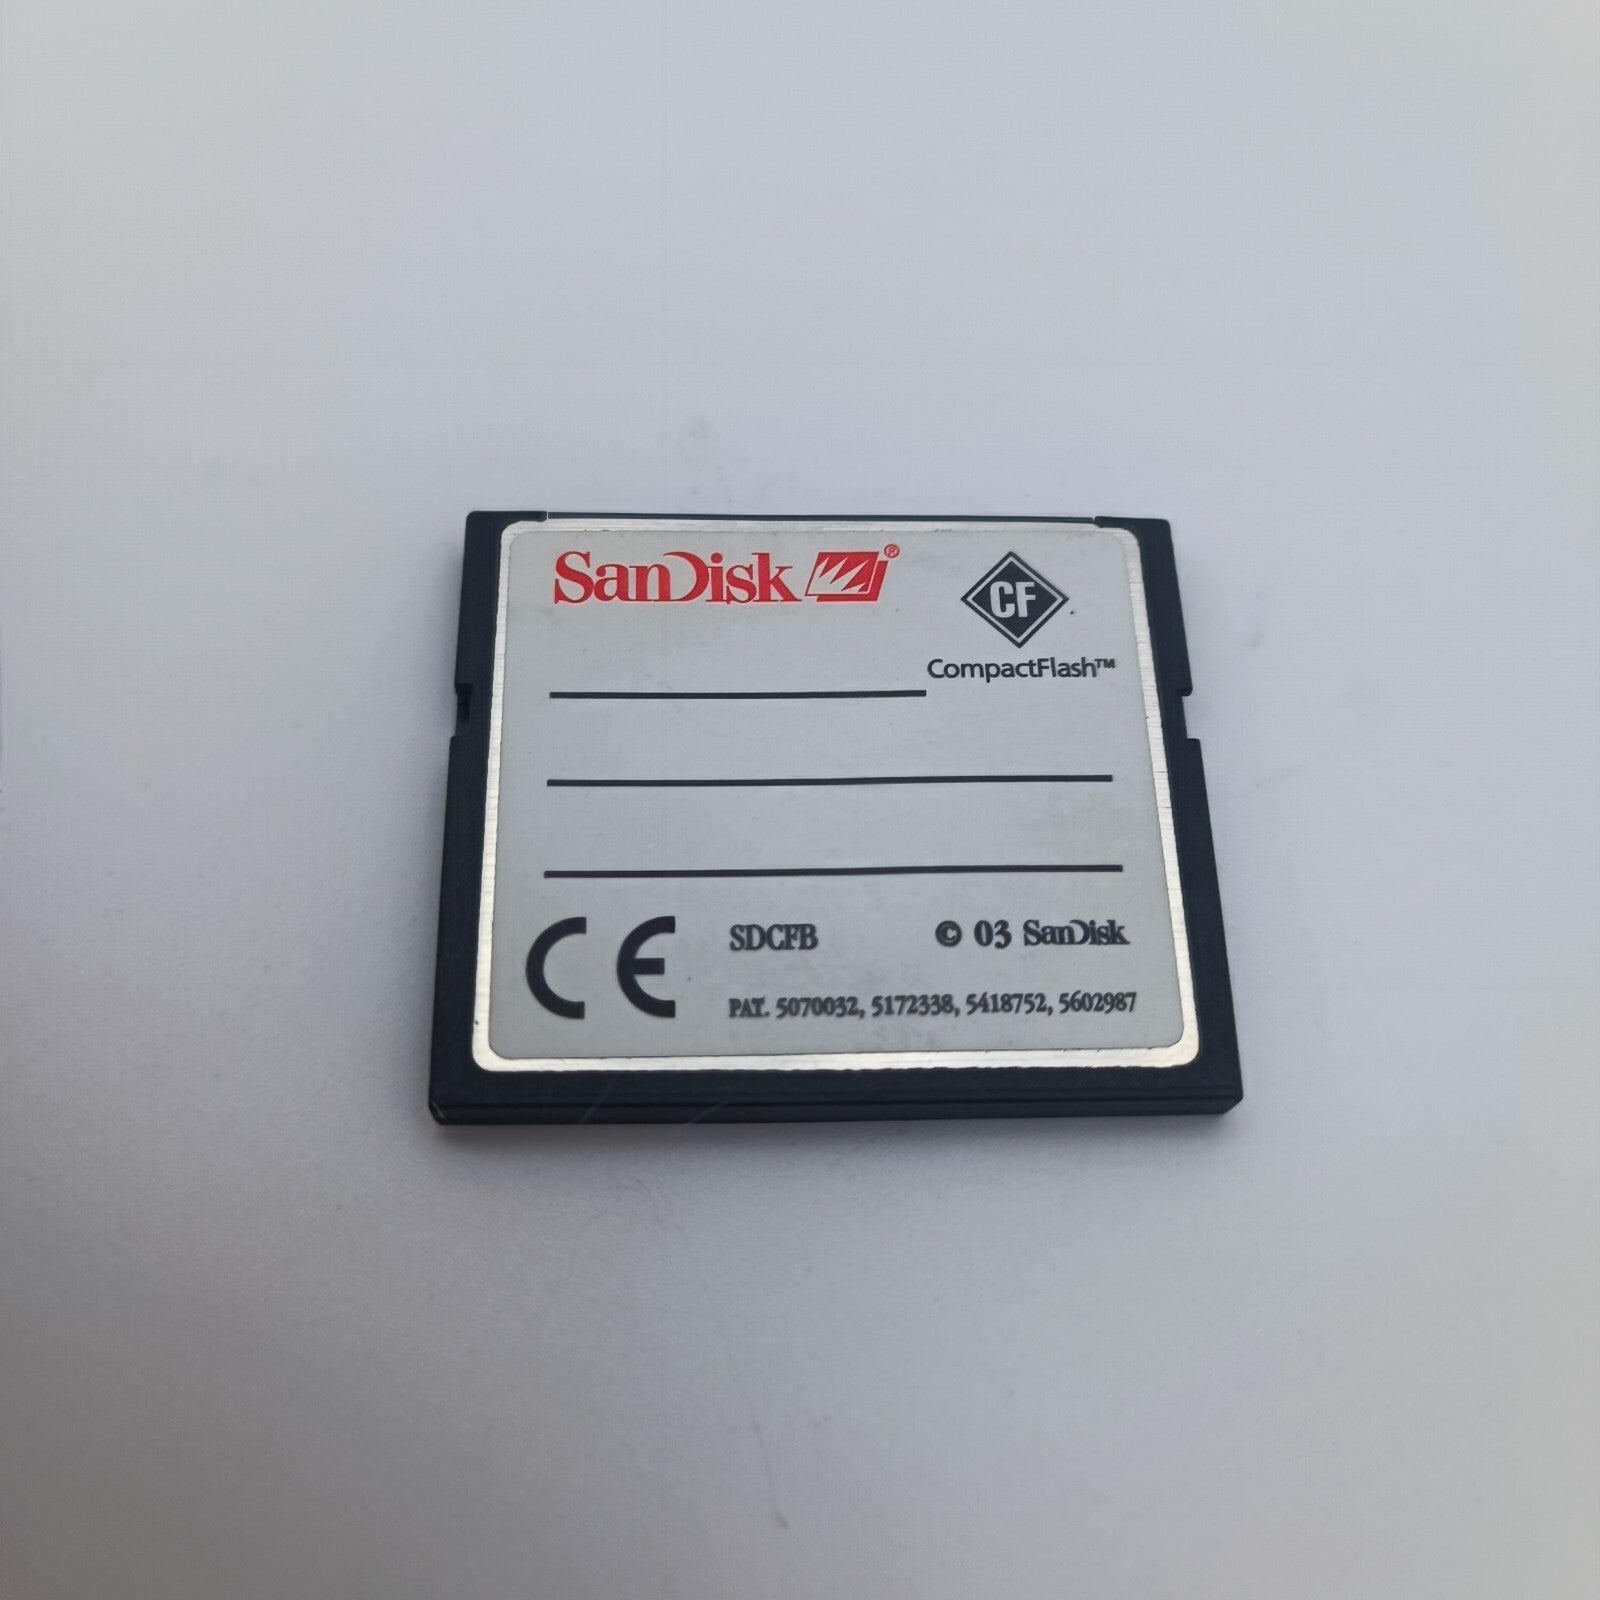 SanDisk ®
CF
CompactFlash™
CE SDCFB © 03 SanDisk
PAT. 5070032, 5172338, 5418752, 5602987